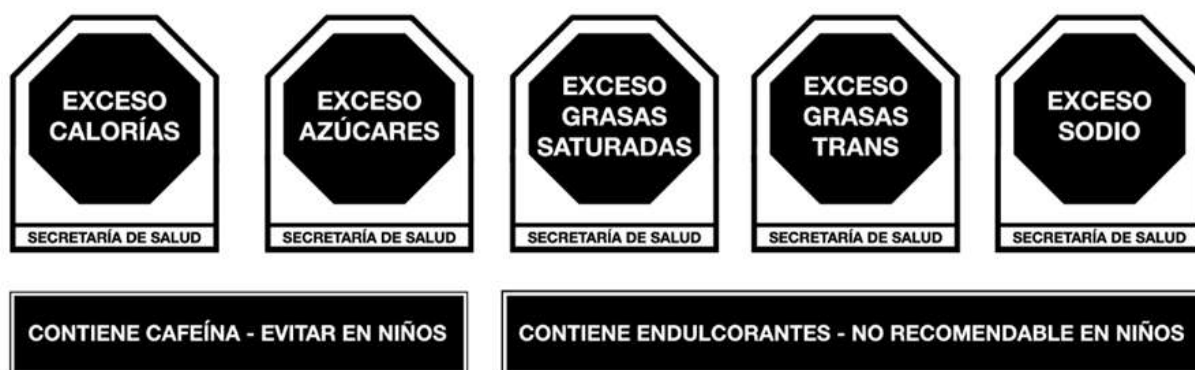 EXCESO
CALORÍAS
SECRETARÍA DE SALUD
EXCESO
AZÚCARES
SECRETARÍA DE SALUD
EXCESO
GRASAS
SATURADAS
SECRETARÍA DE SALUD
EXCESO
GRASAS
TRANS
SECRETARÍA DE SALUD
EXCESO
SODIO
SECRETARÍA DE SALUD
CONTIENE CAFEÍNA - EVITAR EN NIÑOS
CONTIENE ENDULCORANTES - NO RECOMENDABLE EN NIÑOS